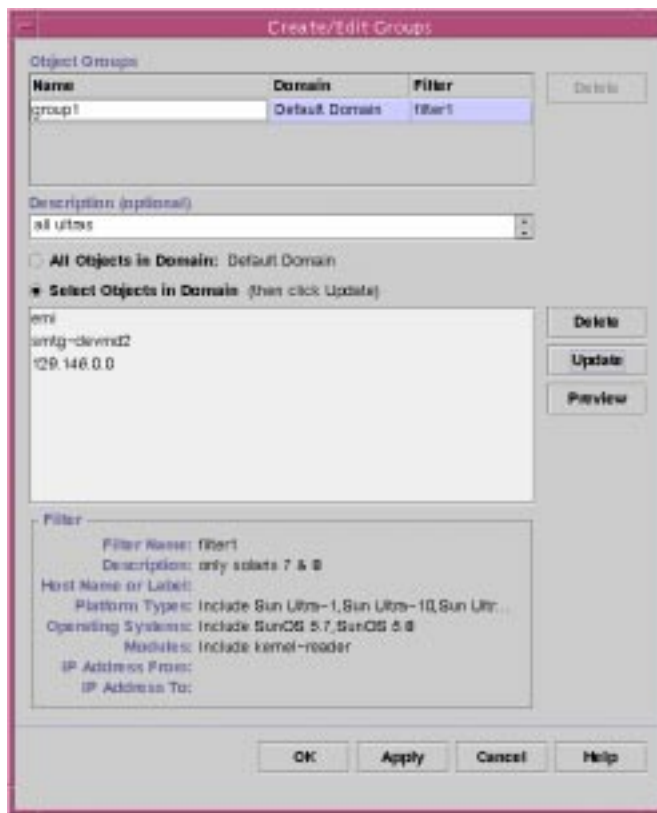 Create/Edit Groups
Object Groups
Name Domain Filter
Delete
group1 Default Domain filter1
Description (optional)
all ultras
All Objects in Domain: Default Domain
Select Objects in Domain (then click Update)
emi
smtg-devmd2
129.146.0.0
Delete
Update
Preview
Filter
Filter Name: filter1
Description: only solaris 7 & 8
Host Name or Label:
Platform Types: Include Sun Ultra-1,Sun Ultra-10,Sun Ultr...
Operating Systems: Include SunOS 5.7,SunOS 5.8
Modules: Include kernel-reader
IP Address From:
IP Address To:
OK Apply Cancel Help